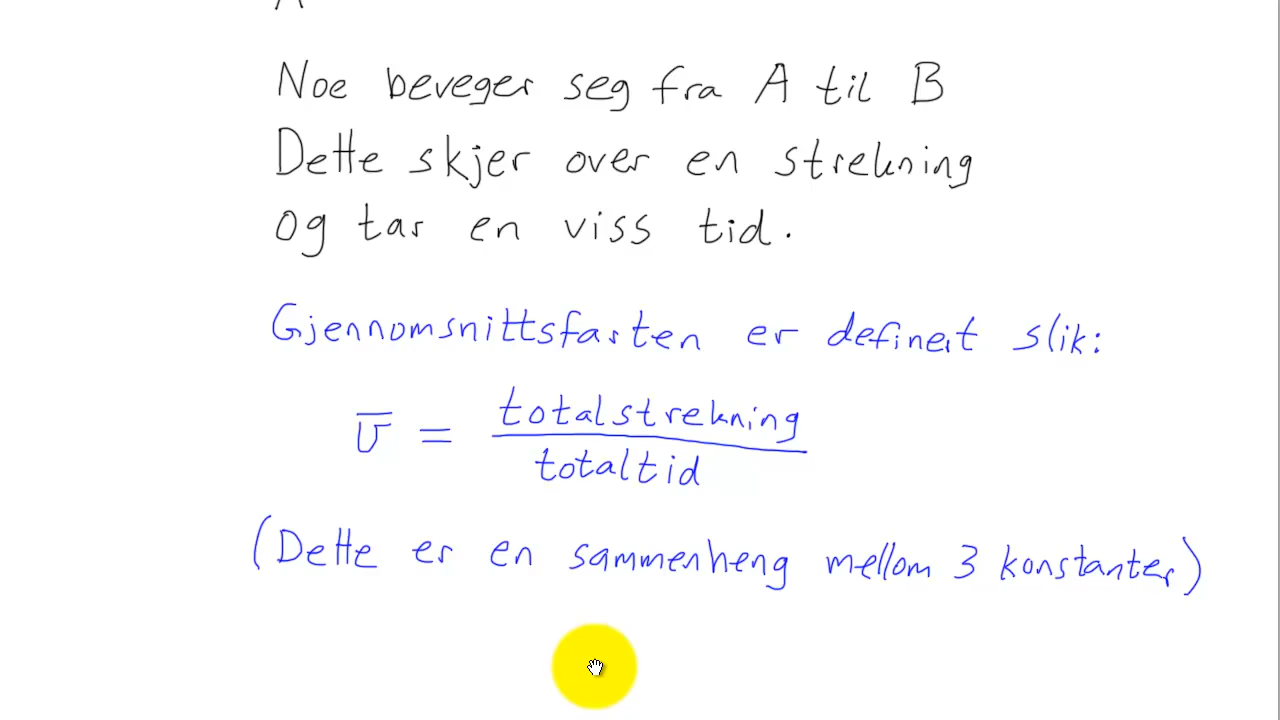 Noe beveger seg fra A til B
Dette skjer over en strekning
og tar en viss tid.
Gjennomsnittsfarten er definert slik:
v̅ = totalstrekning / totaltid
(Dette er en sammenheng mellom 3 konstanter)